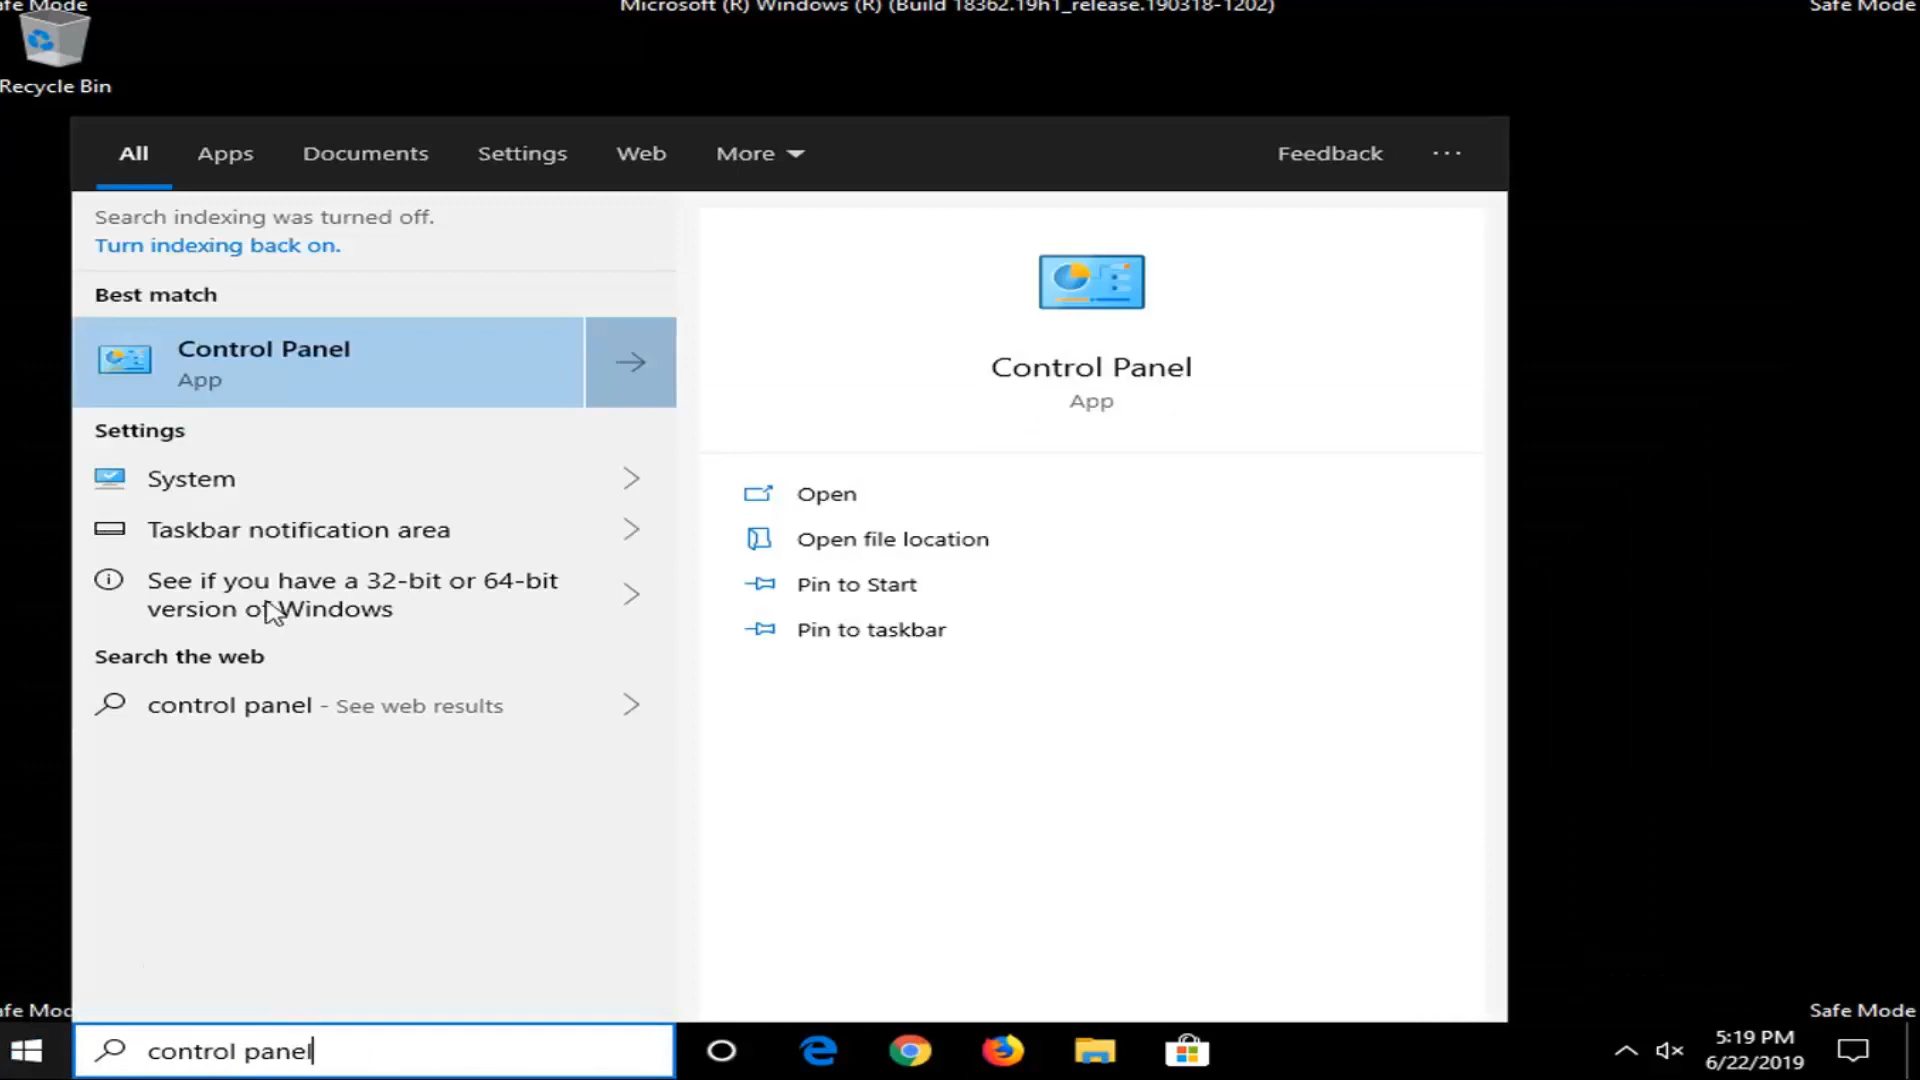 afe Mode
Microsoft (R) Windows (R) (Build 18362.19h1_release.190318-1202)
Safe Mode
Recycle Bin
All Apps Documents Settings Web More Feedback ...
Search indexing was turned off.
Turn indexing back on.
Best match
Control Panel
App
Settings
System
Taskbar notification area
See if you have a 32-bit or 64-bit
version of Windows
Search the web
control panel - See web results
Control Panel
App
Open
Open file location
Pin to Start
Pin to taskbar
afe Mod
Safe Mode
control panel
5:19 PM
6/22/2019